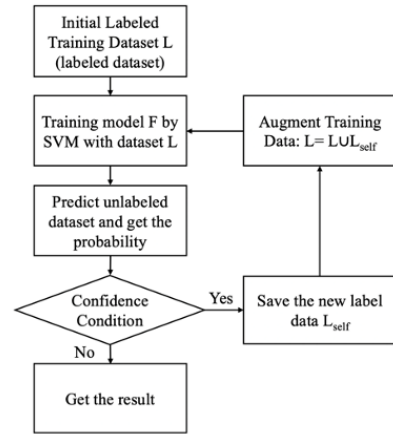 Initial Labeled
Training Dataset L
(labeled dataset)
Training model F by
SVM with dataset L
Augment Training
Data: L= L∪L_self
Predict unlabeled
dataset and get the
probability
Confidence
Condition
Yes
Save the new label
data L_self
No
Get the result